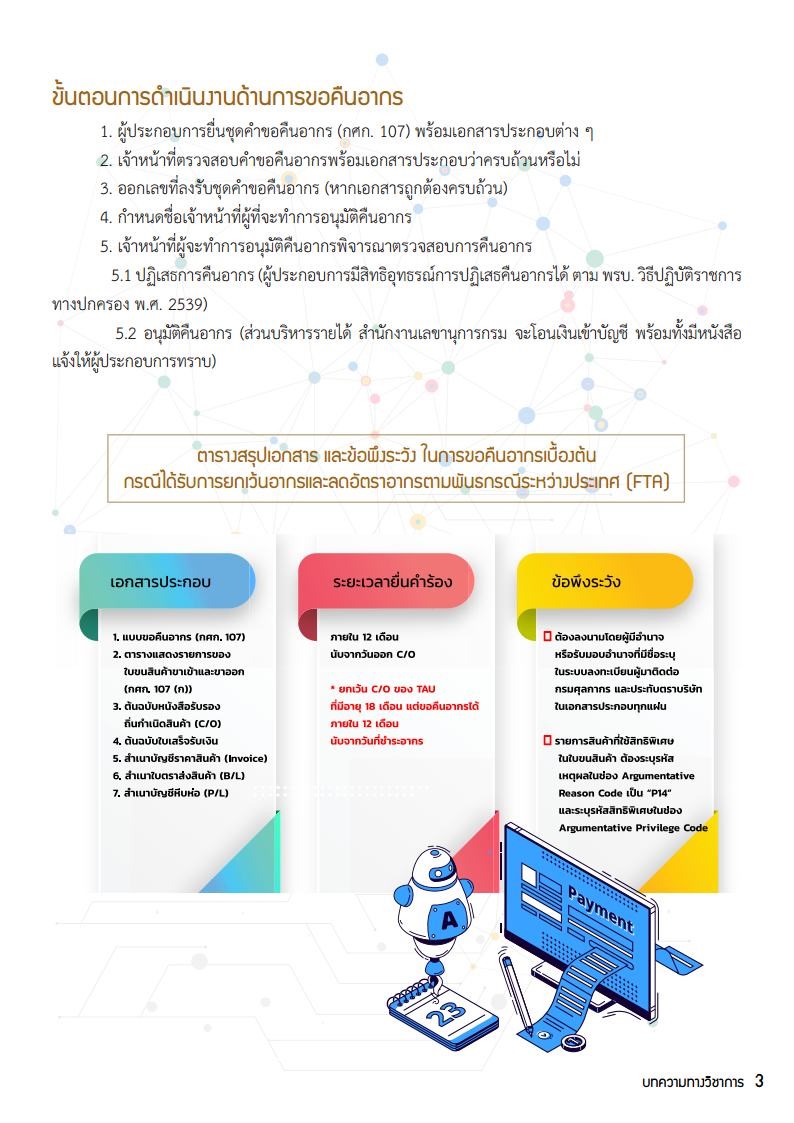 ขั้นตอนการดำเนินงานด้านการขอคืนอากร
1. ผู้ประกอบการยื่นชุดคำขอคืนอากร (กศก. 107) พร้อมเอกสารประกอบต่าง ๆ
2. เจ้าหน้าที่ตรวจสอบคำขอคืนอากรพร้อมเอกสารประกอบว่าครบถ้วนหรือไม่
3. ออกเลขที่ลงรับชุดคำขอคืนอากร (หากเอกสารถูกต้องครบถ้วน)
4. กำหนดชื่อเจ้าหน้าที่ผู้ที่จะทำการอนุมัติคืนอากร
5. เจ้าหน้าที่ผู้จะทำการอนุมัติคืนอากรพิจารณาตรวจสอบการคืนอากร
5.1 ปฏิเสธการคืนอากร (ผู้ประกอบการมีสิทธิอุทธรณ์การปฏิเสธคืนอากรได้ ตาม พรบ. วิธีปฏิบัติราชการ
ทางปกครอง พ.ศ. 2539)
5.2 อนุมัติคืนอากร (ส่วนบริหารรายได้ สำนักงานเลขานุการกรม จะโอนเงินเข้าบัญชี พร้อมทั้งมีหนังสือ
แจ้งให้ผู้ประกอบการทราบ)
ตารางสรุปเอกสาร และข้อพึงระวัง ในการขอคืนอากรเบื้องต้น
กรณีได้รับการยกเว้นอากรและลดอัตราอากรตามพันธกรณีระหว่างประเทศ (FTA)
เอกสารประกอบ
1. แบบขอคืนอากร (กศก. 107)
2. ตารางแสดงรายการของ
ใบขนสินค้าขาเข้าและขาออก
(กศก. 107 (ก))
3. ต้นฉบับหนังสือรับรอง
ถิ่นกำเนิดสินค้า (C/O)
4. ต้นฉบับใบเสร็จรับเงิน
5. สำเนาบัญชีราคาสินค้า (Invoice)
6. สำเนาใบตราส่งสินค้า (B/L)
7. สำเนาบัญชีหีบห่อ (P/L)
ระยะเวลายื่นคำร้อง
ภายใน 12 เดือน
นับจากวันออก C/O
* ยกเว้น C/O ของ TAU
ที่มีอายุ 18 เดือน แต่ขอคืนอากรได้
ภายใน 12 เดือน
นับจากวันที่ชำระอากร
ข้อพึงระวัง
ต้องลงนามโดยผู้มีอำนาจ
หรือรับมอบอำนาจที่มีชื่อระบุ
ในระบบลงทะเบียนผู้มาติดต่อ
กรมศุลกากร และประทับตราบริษัท
ในเอกสารประกอบทุกแผ่น
รายการสินค้าที่ใช้สิทธิพิเศษ
ในใบขนสินค้า ต้องระบุรหัส
เหตุผลในช่อง Argumentative
Reason Code เป็น “P14”
และระบุรหัสสิทธิพิเศษในช่อง
Argumentative Privilege Code
Payment
A
23
บทความทางวิชาการ 3